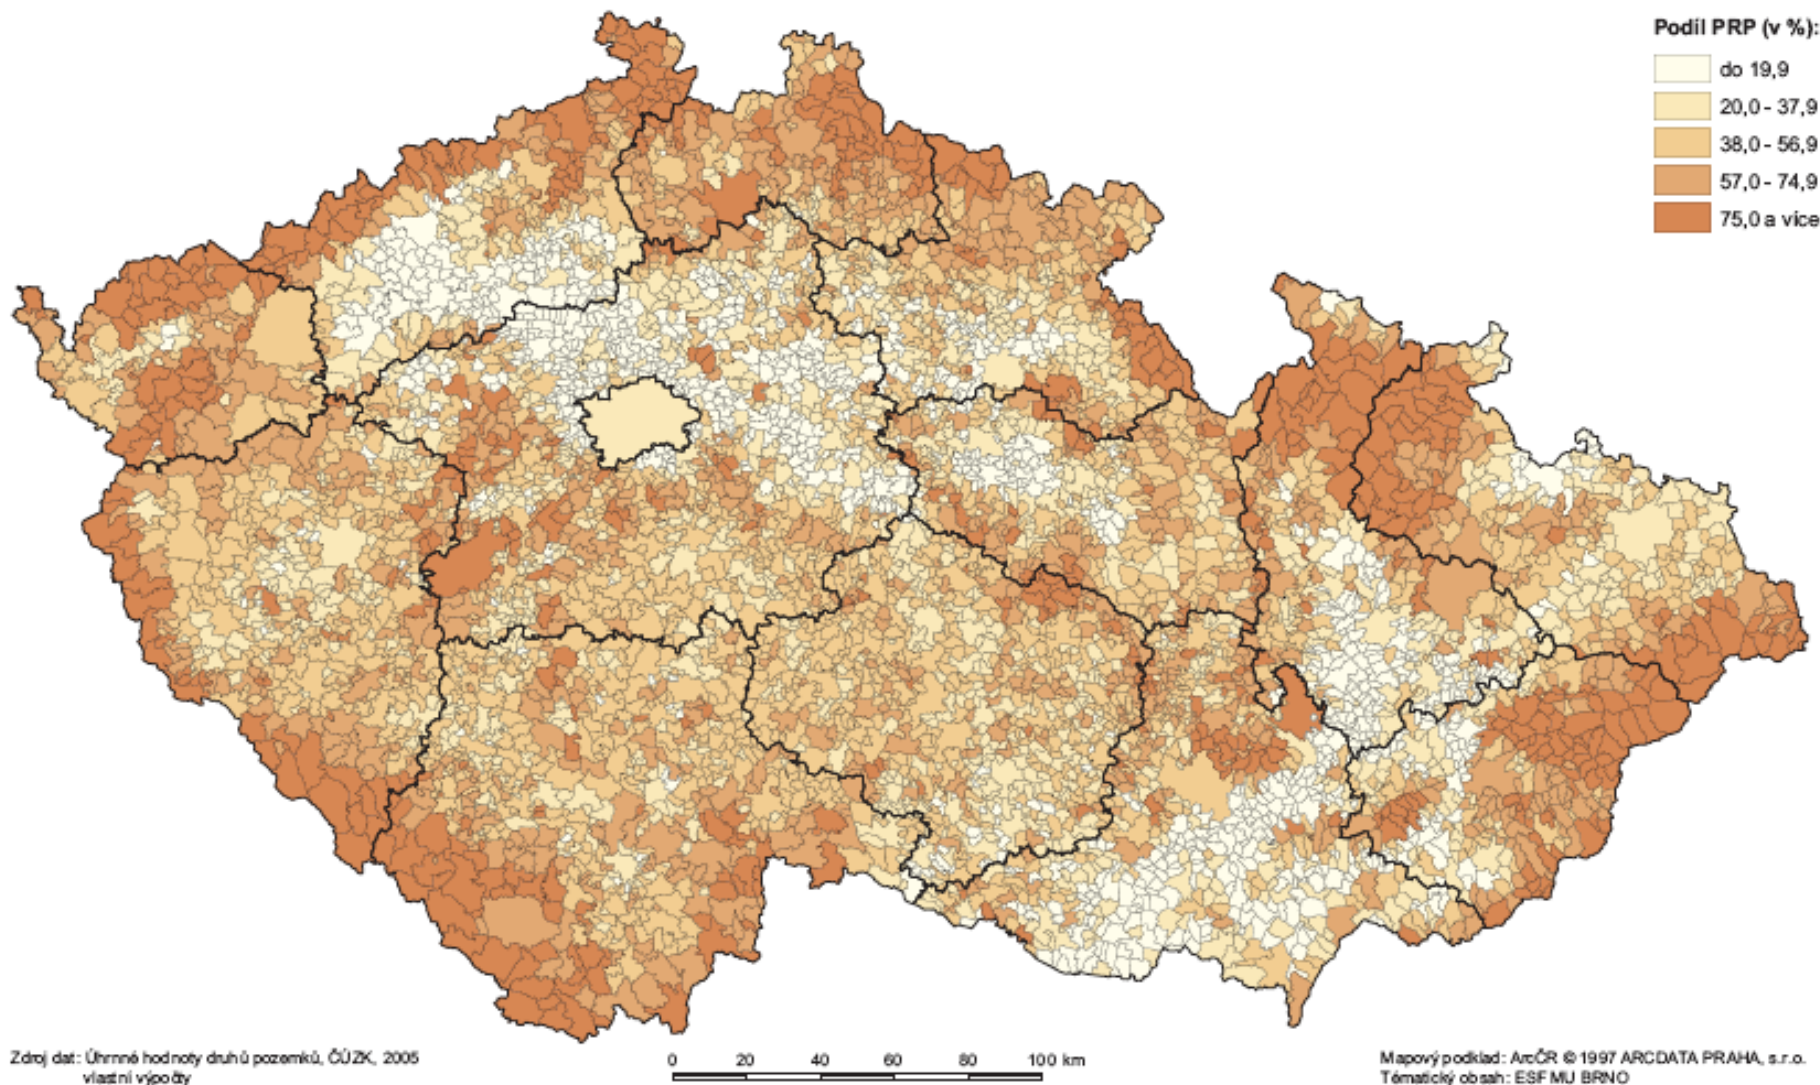 Podíl PRP (v %):
do 19,9
20,0 - 37,9
38,0 - 56,9
57,0 - 74,9
75,0 a více
Zdroj dat: Úhrnné hodnoty druhů pozemků, ČÚZK, 2005
vlastní výpočty
0 20 40 60 80 100 km
Mapový podklad: ArcČR © 1997 ARCDATA PRAHA, s.r.o.
Tématický obsah: ESF MU BRNO